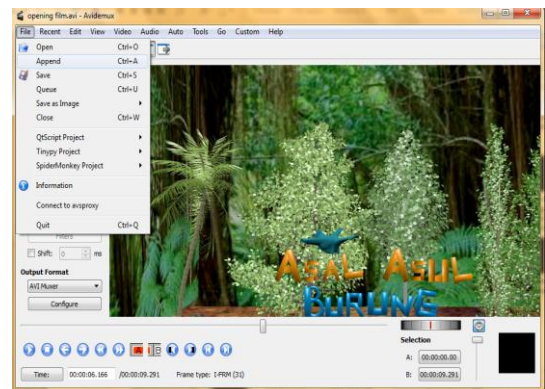 opening film.avi - Avidemux
File Recent Edit View Video Audio Auto Tools Go Custom Help
Open Ctrl+O
Append Ctrl+A
Save Ctrl+S
Queue Ctrl+U
Save as Image
Close Ctrl+W
QtScript Project
Tinypy Project
SpiderMonkey Project
Information
Connect to avsproxy
Quit Ctrl+Q
Filters
Shift: 0 ms
Output Format
AVI Muxer
Configure
ASAL ASUL
BURUNG
Selection
A: 00:00:00.00
Time: 00:00:06.166 /00:00:09.291 Frame type: I-FRM (31)
B: 00:00:09.291